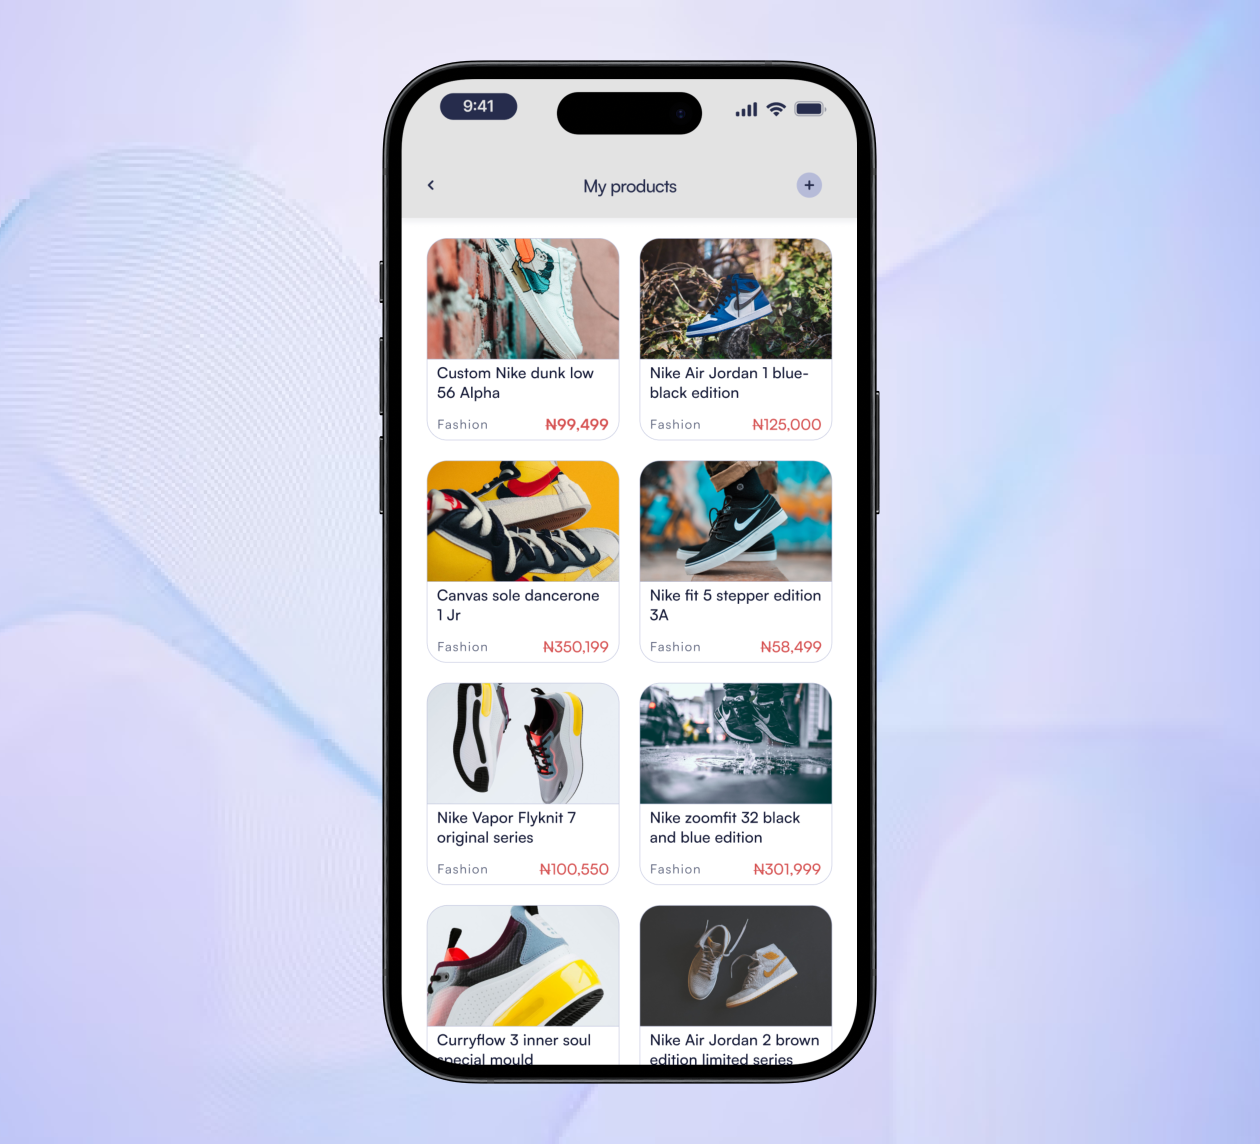 9:41
My products
Custom Nike dunk low
56 Alpha
Fashion ₦99,499
Nike Air Jordan 1 blue-
black edition
Fashion ₦125,000
Canvas sole dancerone
1 Jr
Fashion ₦350,199
Nike fit 5 stepper edition
3A
Fashion ₦58,499
Nike Vapor Flyknit 7
original series
Fashion ₦100,550
Nike zoomfit 32 black
and blue edition
Fashion ₦301,999
Curryflow 3 inner soul
special mould
Nike Air Jordan 2 brown
edition limited series